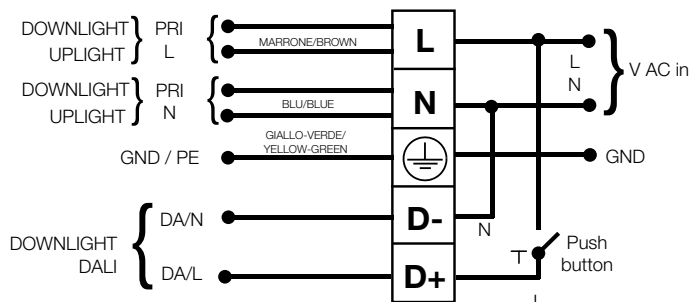 DOWNLIGHT
UPLIGHT
PRI
L
MARRONE/BROWN
L
L
N
V AC in
DOWNLIGHT
UPLIGHT
PRI
N
BLU/BLUE
N
GND / PE
GIALLO-VERDE/
YELLOW-GREEN
GND
DOWNLIGHT
DALI
DA/N
D-
N
DA/L
D+
T
Push
button